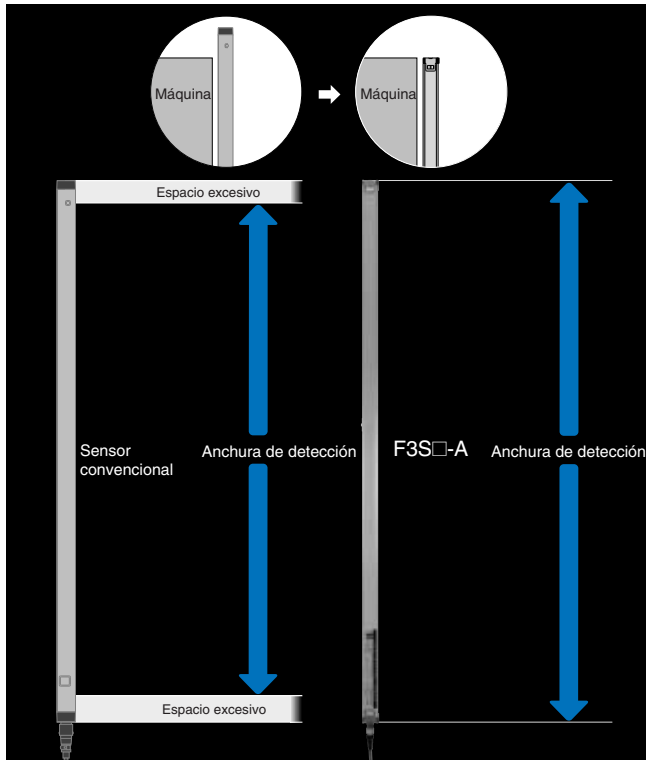 Máquina
Máquina
Espacio excesivo
Sensor
convencional
Anchura de detección
F3S□-A
Anchura de detección
Espacio excesivo